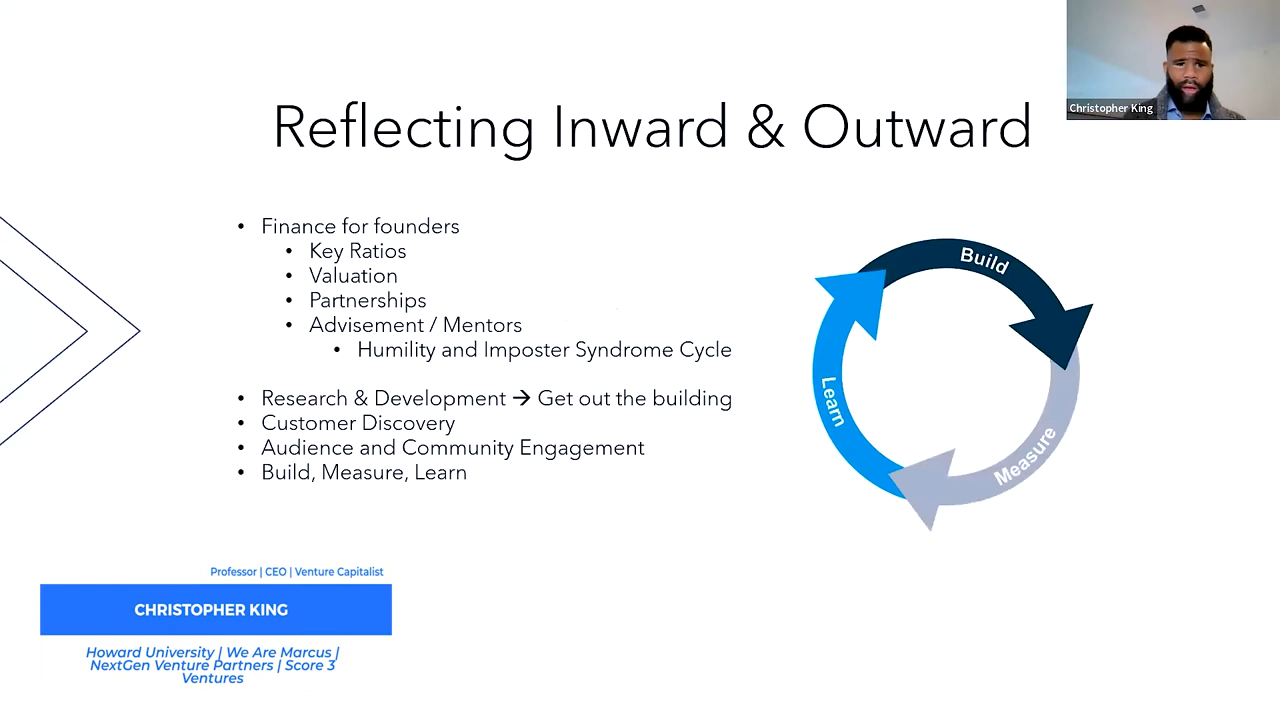 Christopher King
Reflecting Inward & Outward
• Finance for founders
• Key Ratios
• Valuation
• Partnerships
• Advisement / Mentors
• Humility and Imposter Syndrome Cycle
• Research & Development → Get out the building
• Customer Discovery
• Audience and Community Engagement
• Build, Measure, Learn
Build
Measure
Learn
Professor | CEO | Venture Capitalist
CHRISTOPHER KING
Howard University | We Are Marcus |
NextGen Venture Partners | Score 3
Ventures